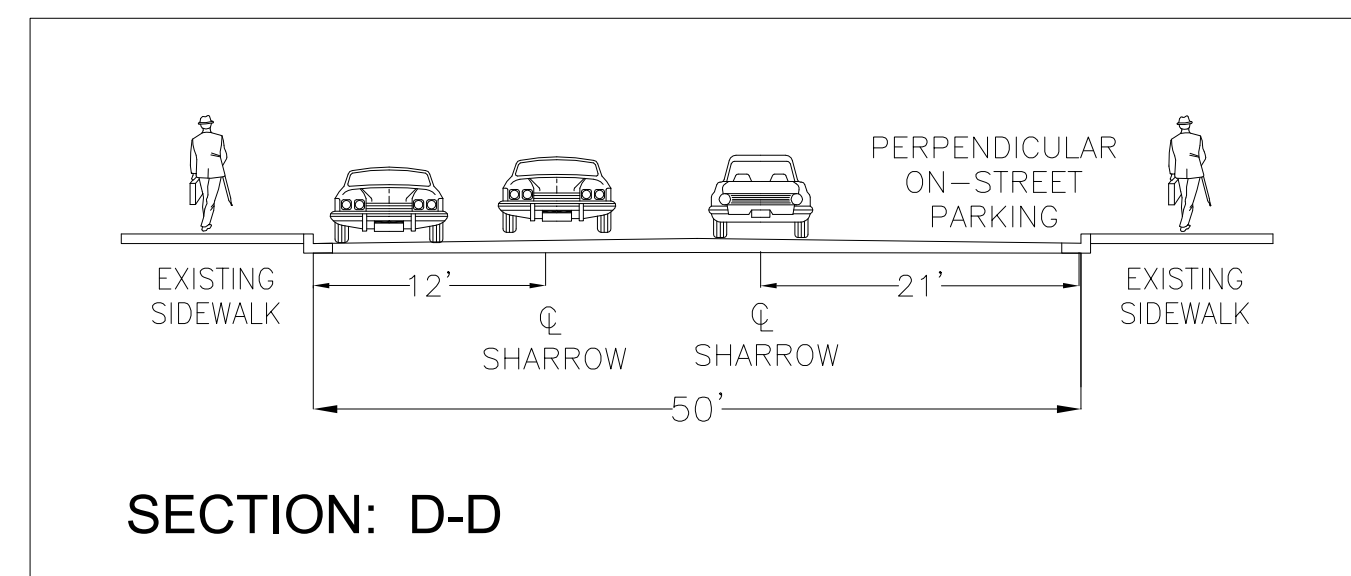 PERPENDICULAR
ON-STREET
PARKING
EXISTING
SIDEWALK
12'
21'
EXISTING
SIDEWALK
℄
SHARROW
℄
SHARROW
50'
SECTION: D-D